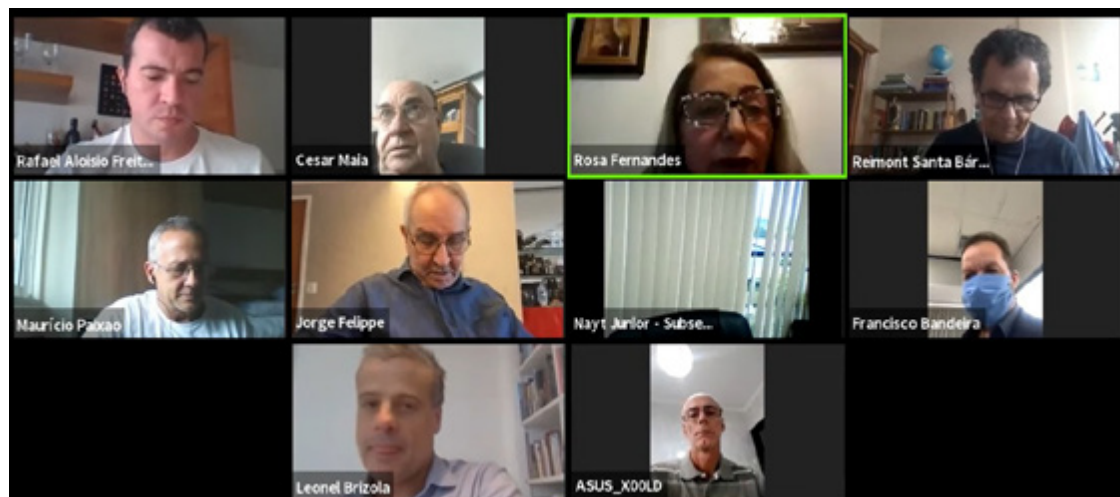 Rafael Aloisio Freit...
Cesar Maia
Rosa Fernandes
Reimont Santa Bár...
Maurício Paixao
Jorge Felippe
Nayt Junior - Subse...
Francisco Bandeira
Leonel Brizola
ASUS_X00LD